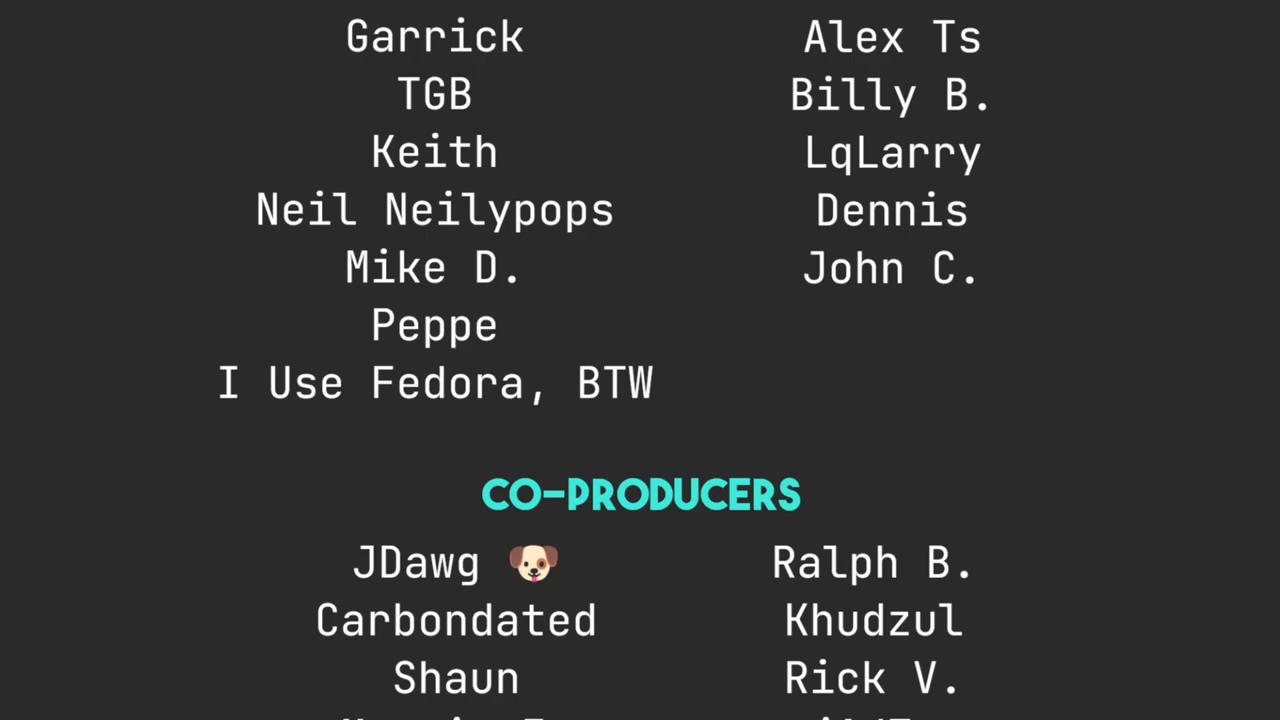 Garrick
TGB
Keith
Neil Neilypops
Mike D.
Peppe
I Use Fedora, BTW
Alex Ts
Billy B.
LqLarry
Dennis
John C.
CO-PRODUCERS
JDawg 🐶
Carbondated
Shaun
Ralph B.
Khudzul
Rick V.